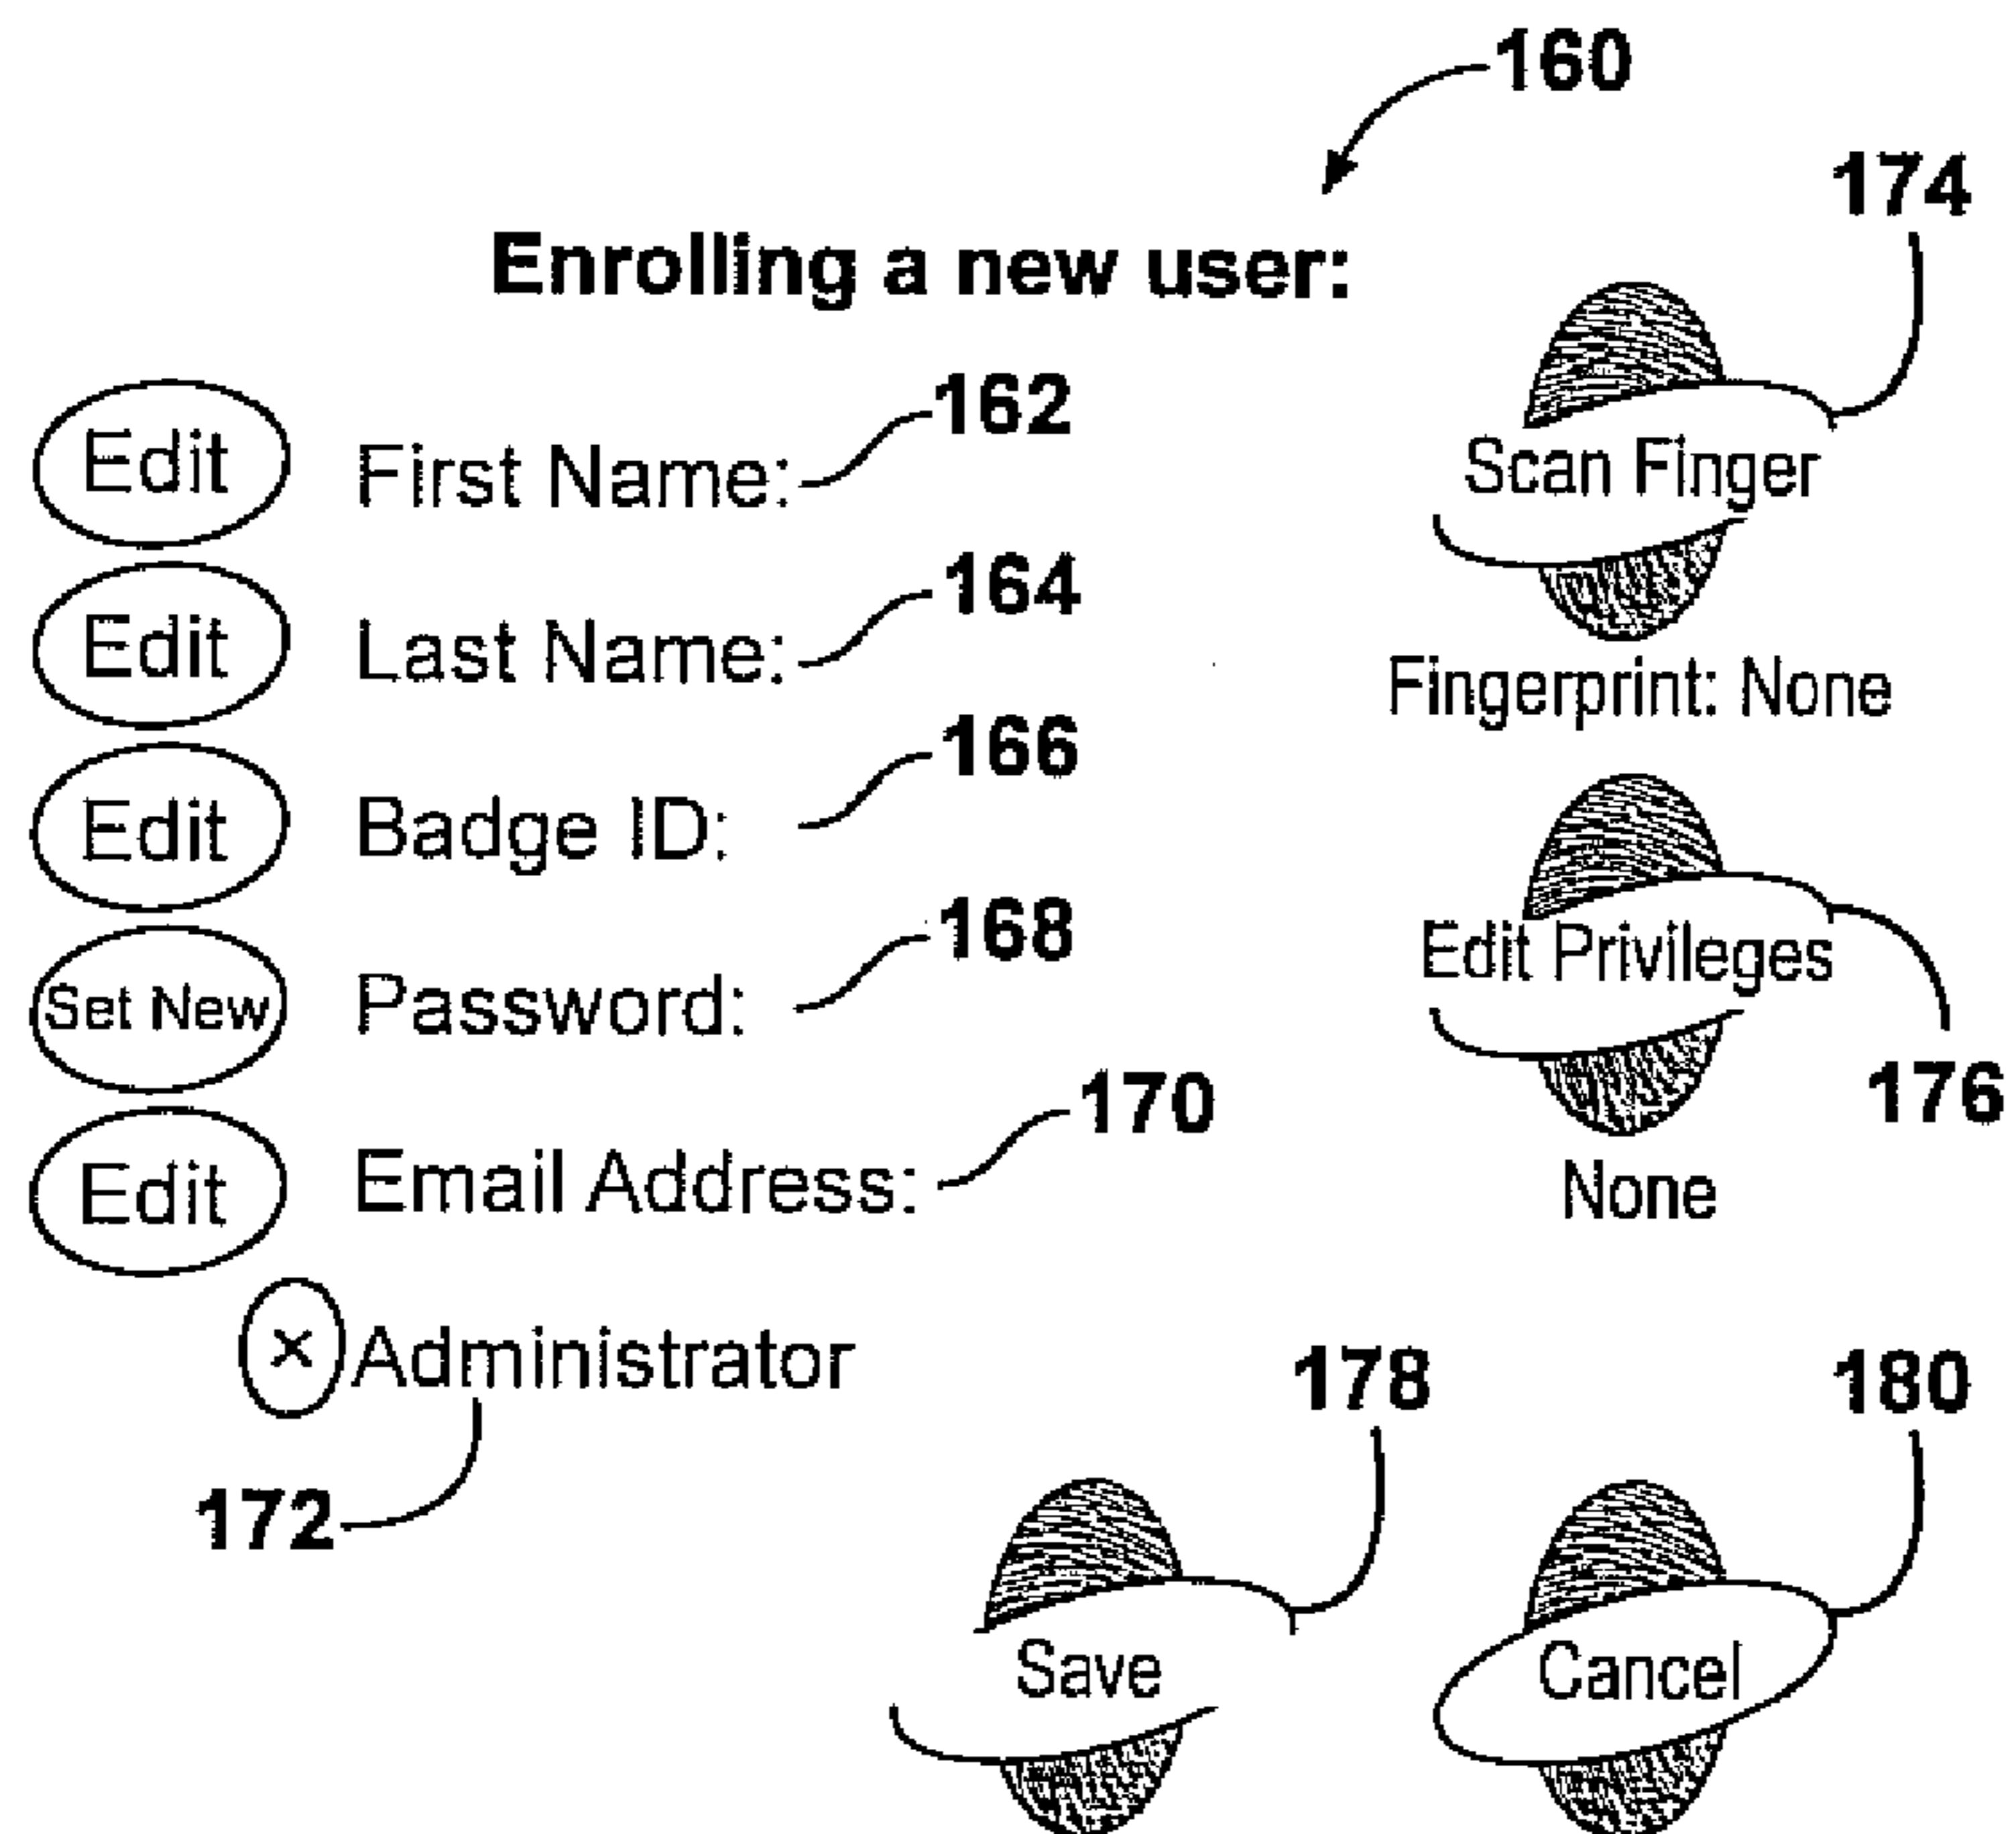 160
174
Enrolling a new user:
162
Edit First Name:
Scan Finger
164
Edit Last Name:
Fingerprint: None
166
Edit Badge ID:
168
Edit Privileges
Set New Password:
170
176
Edit Email Address:
None
× Administrator
178
180
172
Save
Cancel